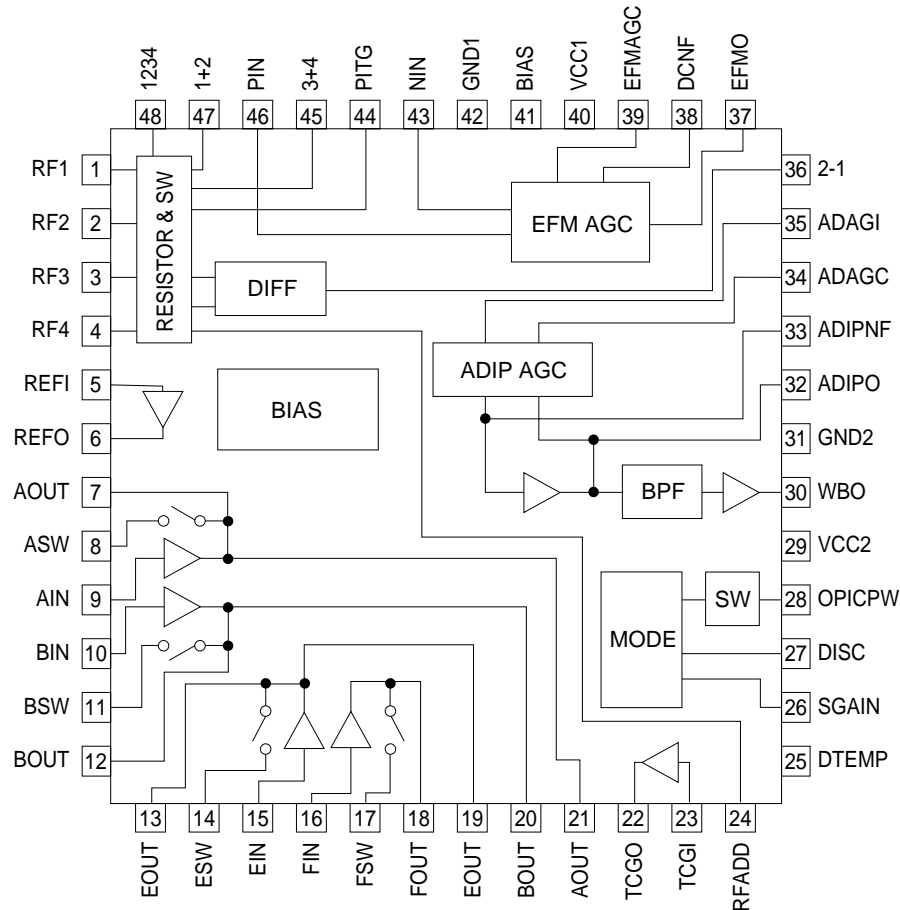 1234
1+2
PIN
3+4
PITG
NIN
GND1
BIAS
VCC1
EFMAGC
DCNF
EFMO
48
47
46
45
44
43
42
41
40
39
38
37
RF1
1
RF2
2
RF3
3
RF4
4
REFI
5
REFO
6
AOUT
7
ASW
8
AIN
9
BIN
10
BSW
11
BOUT
12
RESISTOR & SW
DIFF
EFM AGC
ADIP AGC
BIAS
BPF
MODE
SW
36
2-1
35
ADAGI
34
ADAGC
33
ADIPNF
32
ADIPO
31
GND2
30
WBO
29
VCC2
28
OPICPW
27
DISC
26
SGAIN
25
DTEMP
13
14
15
16
17
18
19
20
21
22
23
24
EOUT
ESW
EIN
FIN
FSW
FOUT
EOUT
BOUT
AOUT
TCGO
TCGI
RFADD